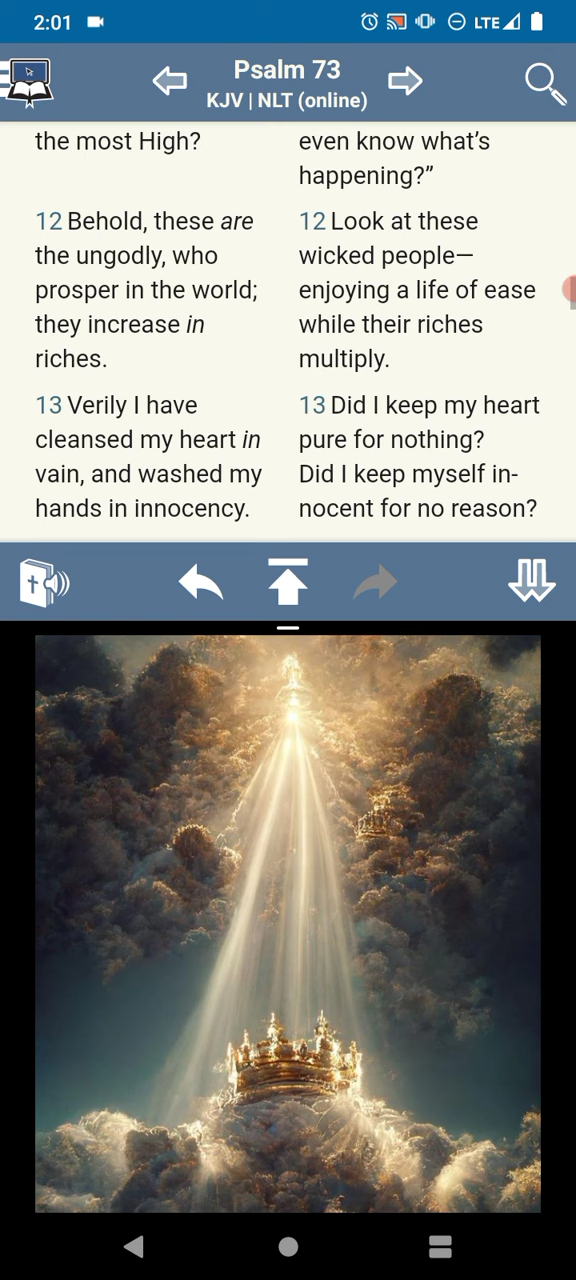 2:01 LTE
Psalm 73
KJV | NLT (online)
the most High?
12 Behold, these are
the ungodly, who
prosper in the world;
they increase in
riches.
13 Verily I have
cleansed my heart in
vain, and washed my
hands in innocency.
even know what’s
happening?”
12 Look at these
wicked people—
enjoying a life of ease
while their riches
multiply.
13 Did I keep my heart
pure for nothing?
Did I keep myself in-
nocent for no reason?